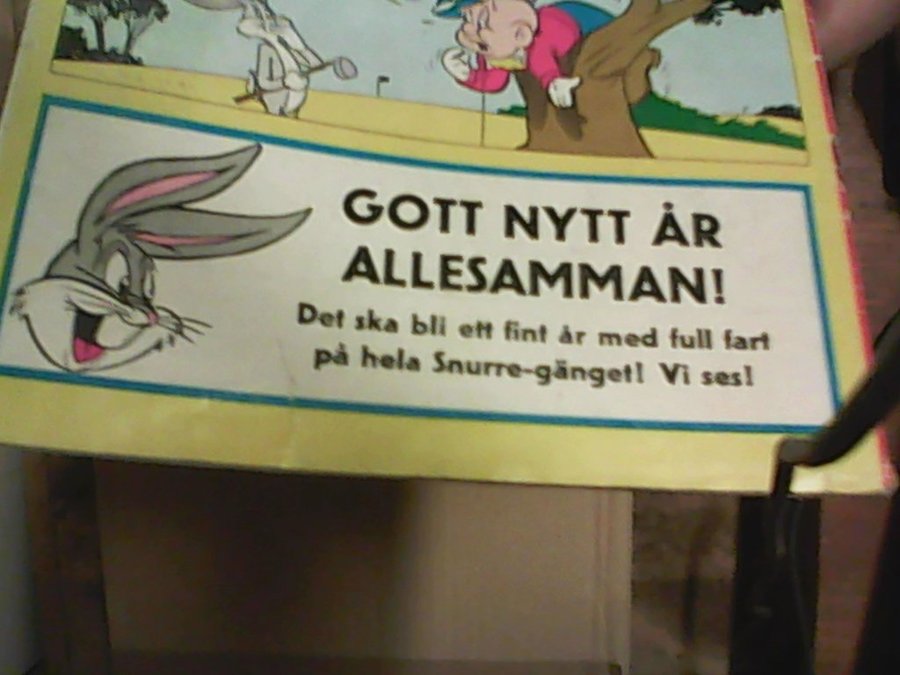 GOTT NYTT ÅR
ALLESAMMAN!
Det ska bli ett fint år med full fart
på hela Snurre-gänget! Vi ses!